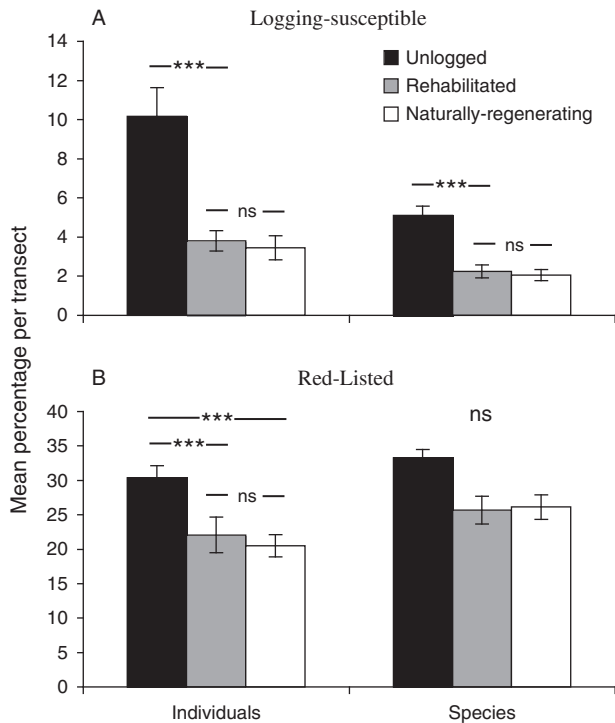 A
Logging-susceptible
Unlogged
Rehabilitated
Naturally-regenerating
14
12
10
8
6
4
2
0
***
ns
***
ns
Mean percentage per transect
B
Red-Listed
40
35
30
25
20
15
10
5
0
***
***
ns
ns
Individuals
Species